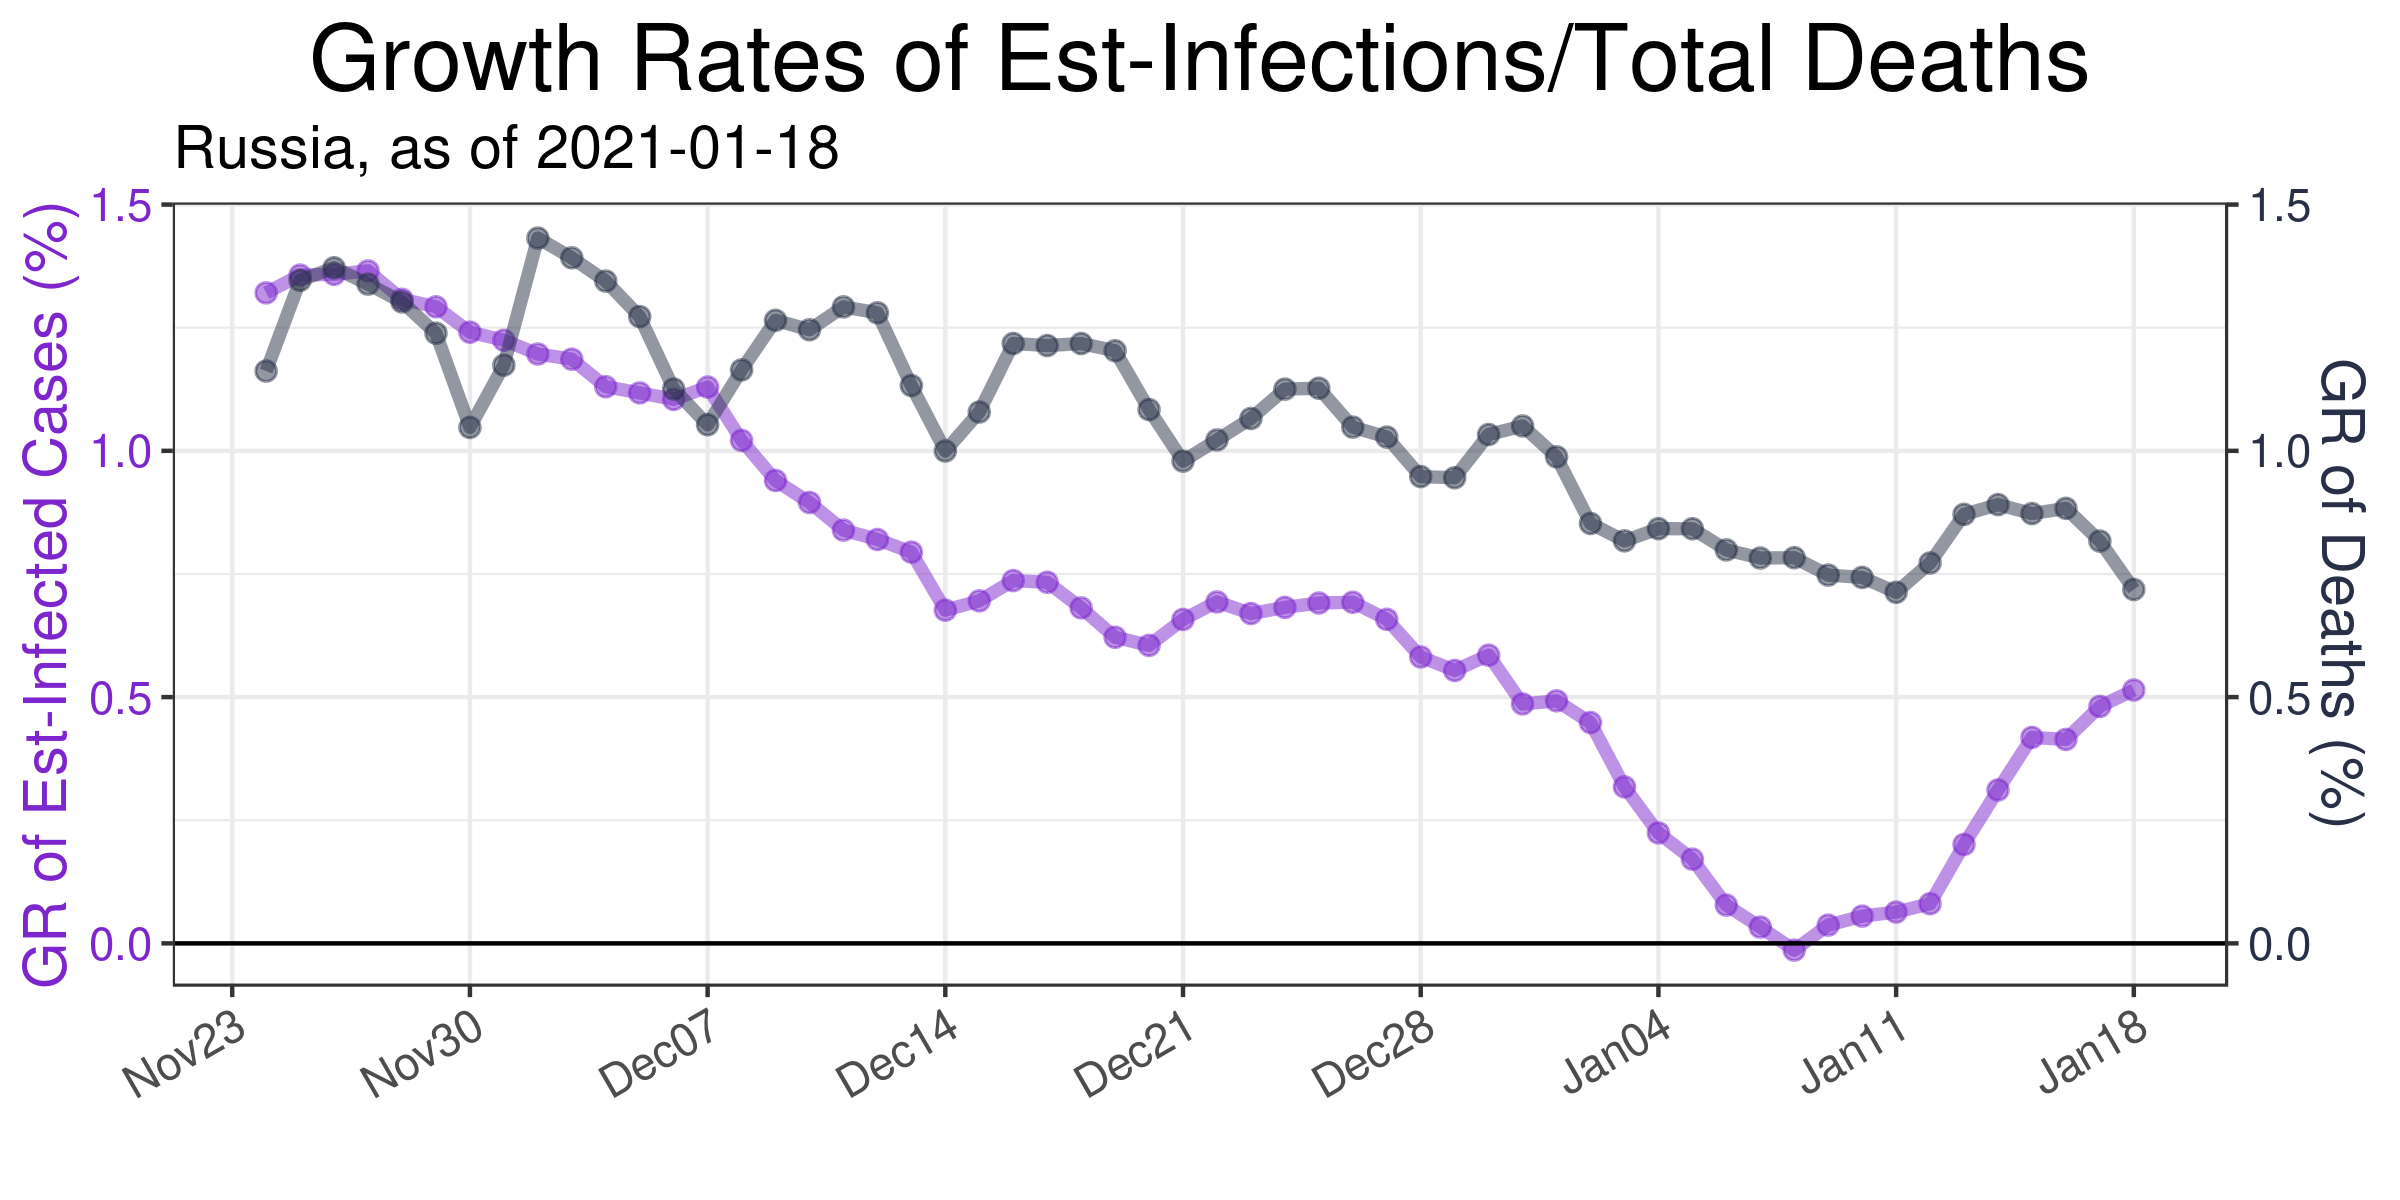 Growth Rates of Est-Infections/Total Deaths
Russia, as of 2021-01-18
GR of Est-Infected Cases (%)
1.5
1.0
0.5
0.0
1.5
1.0
0.5
0.0
GR of Deaths (%)
Nov23
Nov30
Dec07
Dec14
Dec21
Dec28
Jan04
Jan11
Jan18